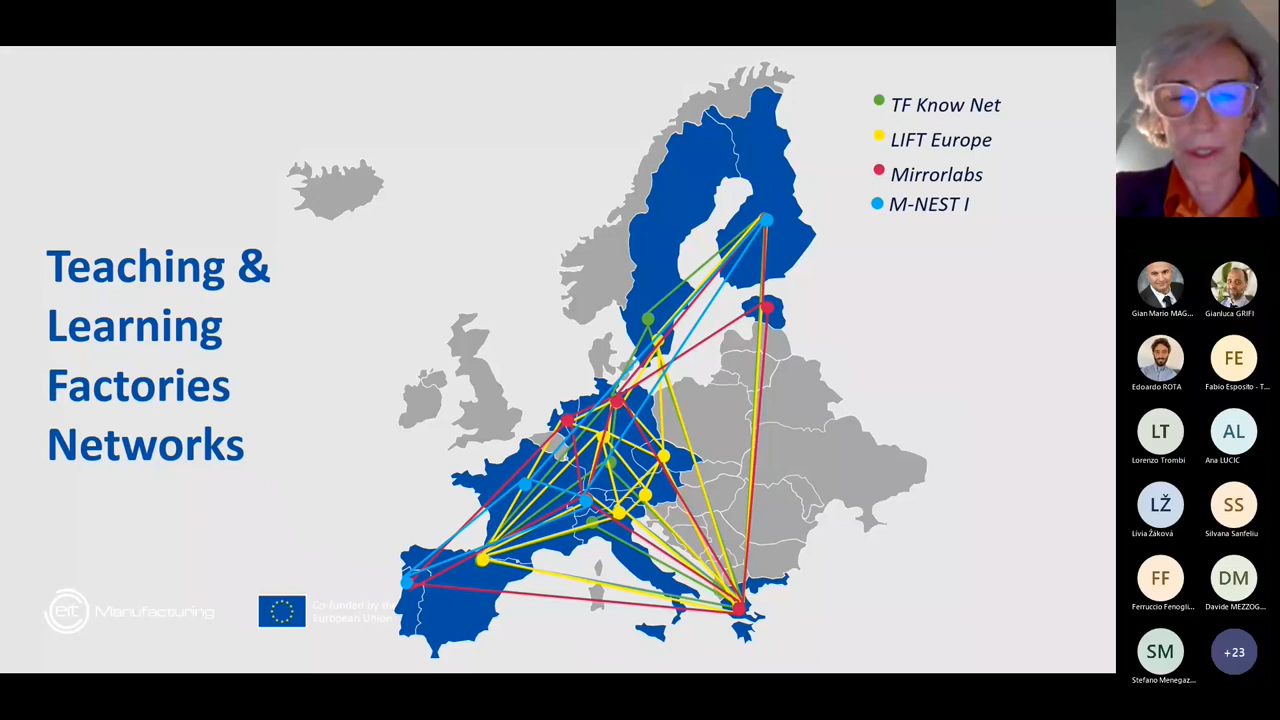 Teaching &
Learning
Factories
Networks
TF Know Net
LIFT Europe
Mirrorlabs
M-NEST I
eit Manufacturing
Co-funded by the
European Union
Gian Mario MAG...
Gianluca GRIFI
Edoardo ROTA
FE
Fabio Esposito - T...
LT
Lorenzo Trombi
AL
Ana LUCIC
LŽ
Lívia Žáková
SS
Silvana Sanfeliu
FF
Ferruccio Fenogli...
DM
Davide MEZZOG...
SM
Stefano Menegaz...
+23